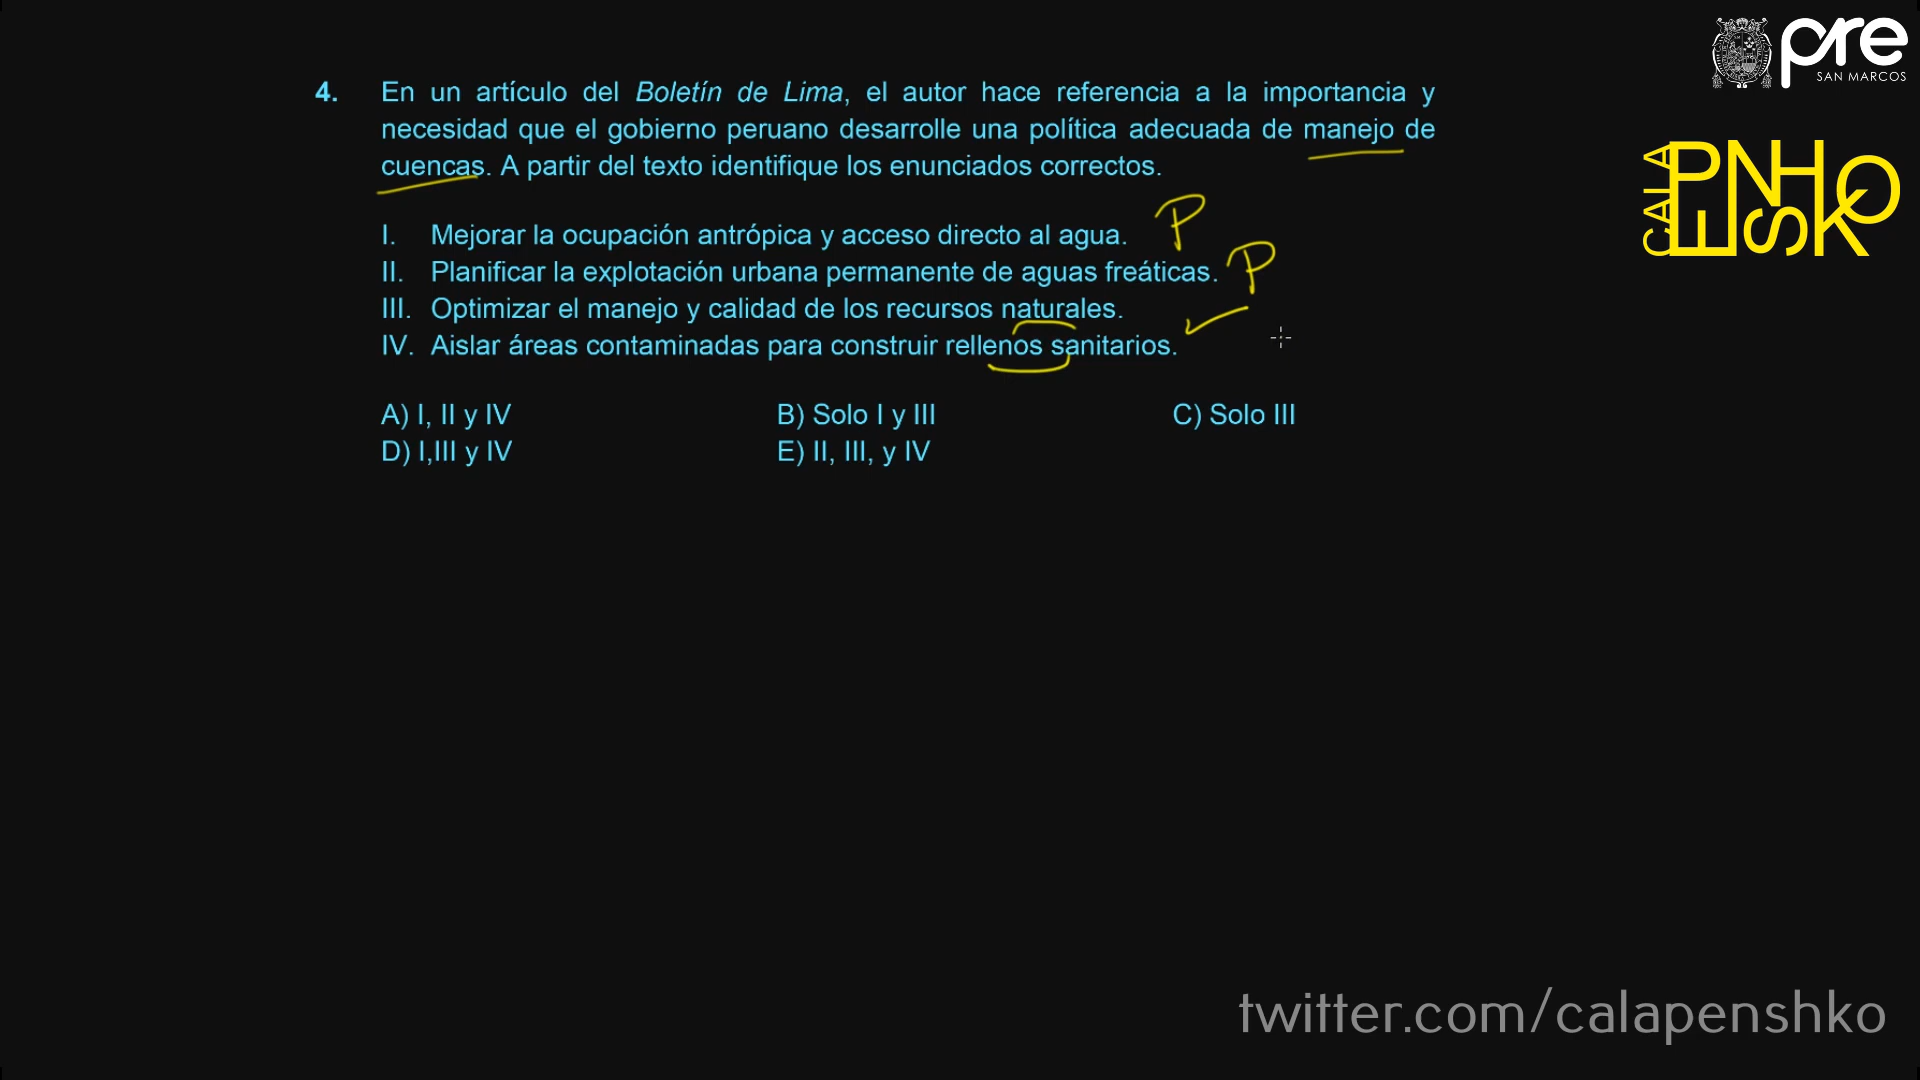 pre
SAN MARCOS
CALA
PENSHKO
4. En un artículo del Boletín de Lima, el autor hace referencia a la importancia y
necesidad que el gobierno peruano desarrolle una política adecuada de manejo de
cuencas. A partir del texto identifique los enunciados correctos.
I. Mejorar la ocupación antrópica y acceso directo al agua. P
II. Planificar la explotación urbana permanente de aguas freáticas. P
III. Optimizar el manejo y calidad de los recursos naturales.
IV. Aislar áreas contaminadas para construir rellenos sanitarios.
A) I, II y IV B) Solo I y III C) Solo III
D) I,III y IV E) II, III, y IV
twitter.com/calapenshko